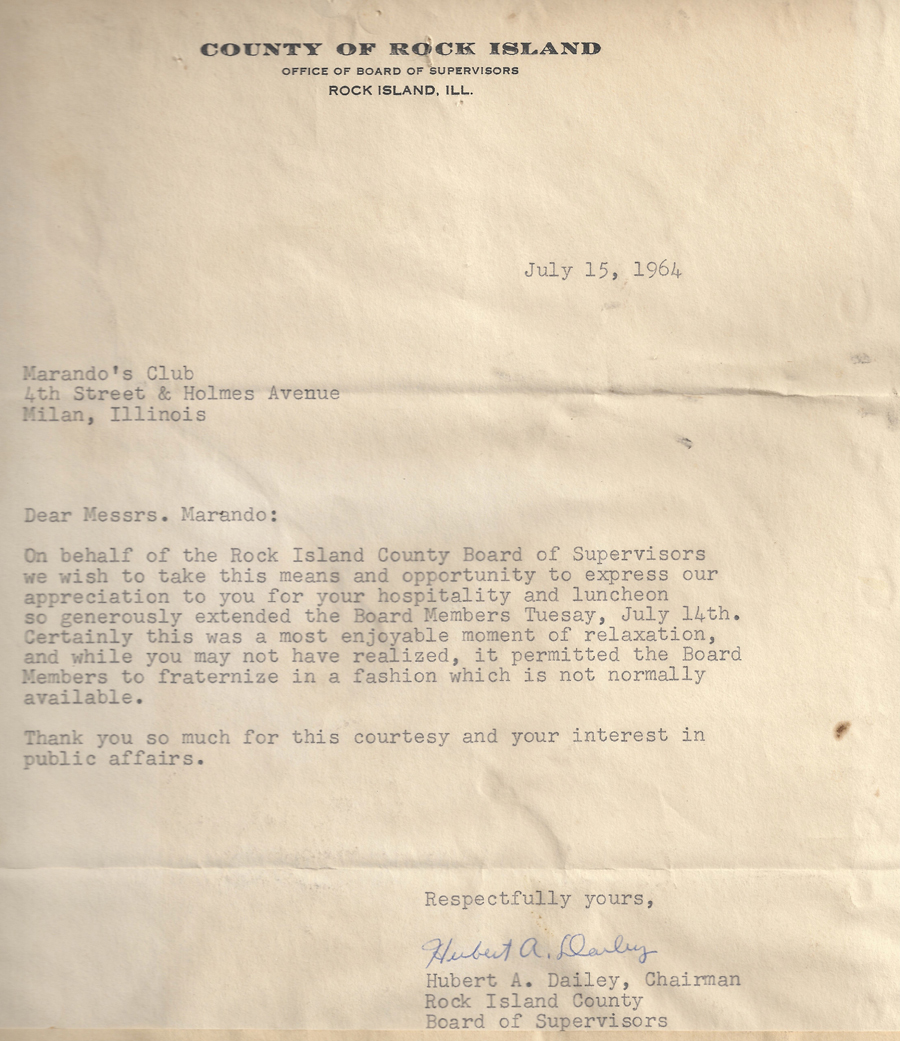 COUNTY OF ROCK ISLAND
OFFICE OF BOARD OF SUPERVISORS
ROCK ISLAND, ILL.
July 15, 1964
Marando's Club
4th Street & Holmes Avenue
Milan, Illinois
Dear Messrs. Marando:
On behalf of the Rock Island County Board of Supervisors
we wish to take this means and opportunity to express our
appreciation to you for your hospitality and luncheon
so generously extended the Board Members Tuesay, July 14th.
Certainly this was a most enjoyable moment of relaxation,
and while you may not have realized, it permitted the Board
Members to fraternize in a fashion which is not normally
available.
Thank you so much for this courtesy and your interest in
public affairs.
Respectfully yours,
Hubert A. Dailey
Hubert A. Dailey, Chairman
Rock Island County
Board of Supervisors